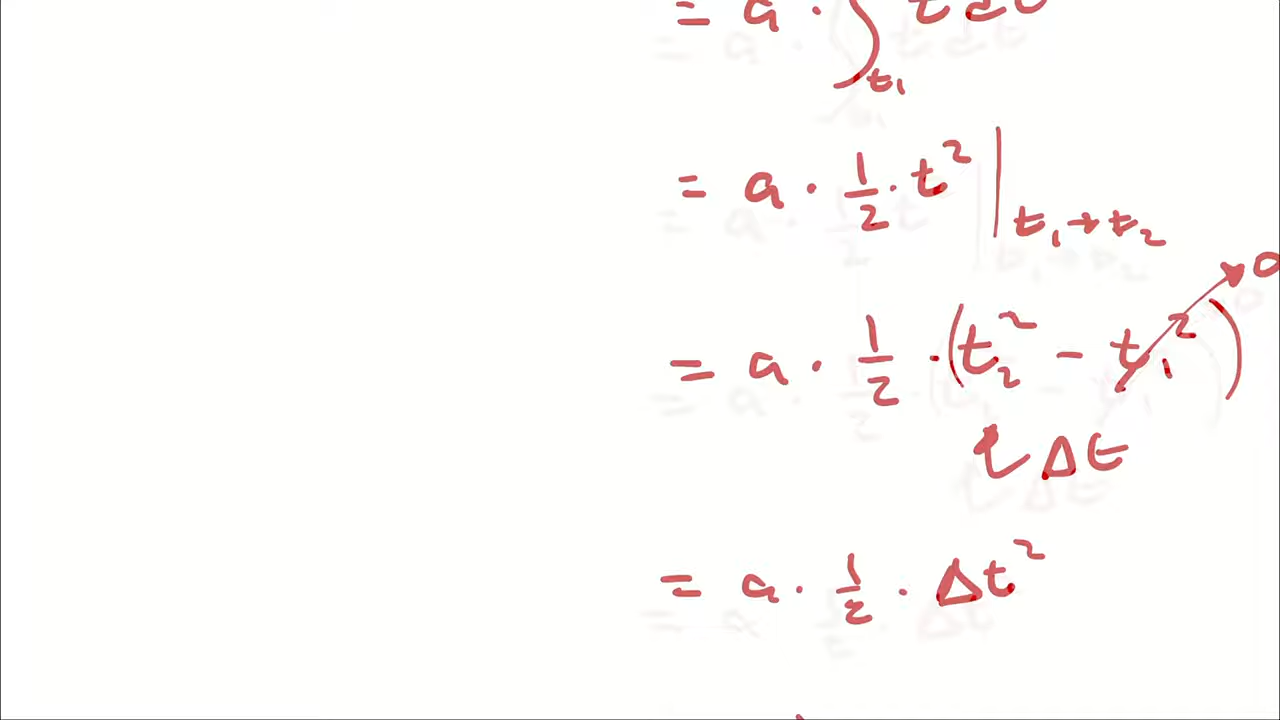 = a · ∫ t dt
t₁
= a · 1/2 · t² | t₁→t₂
= a · 1/2 · (t₂² - t₁²) → 0
Δt
= a · 1/2 · Δt²